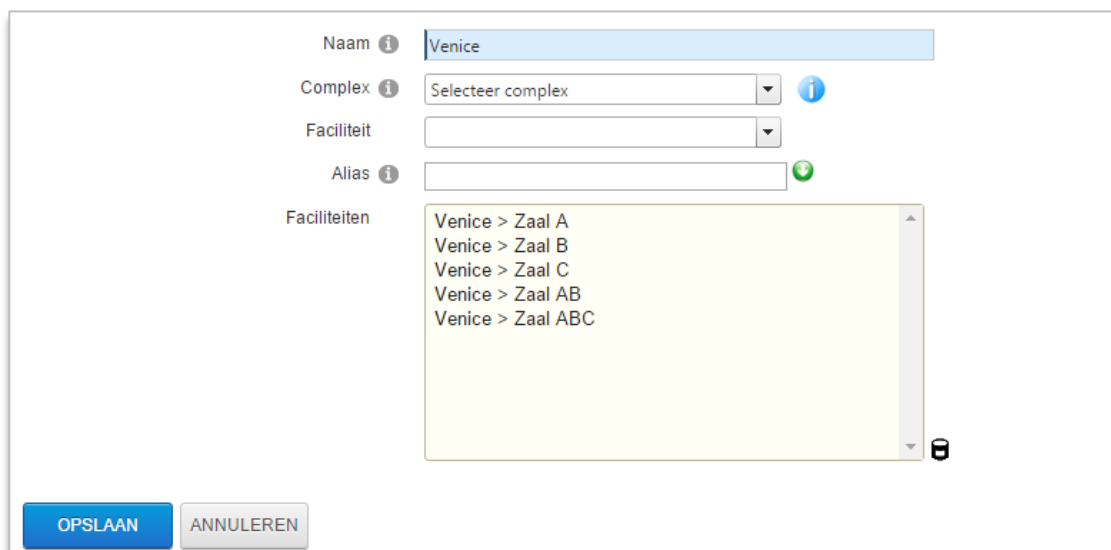 Naam
Venice
Complex
Selecteer complex
Faciliteit
Alias
Faciliteiten
Venice > Zaal A
Venice > Zaal B
Venice > Zaal C
Venice > Zaal AB
Venice > Zaal ABC
OPSLAAN
ANNULEREN